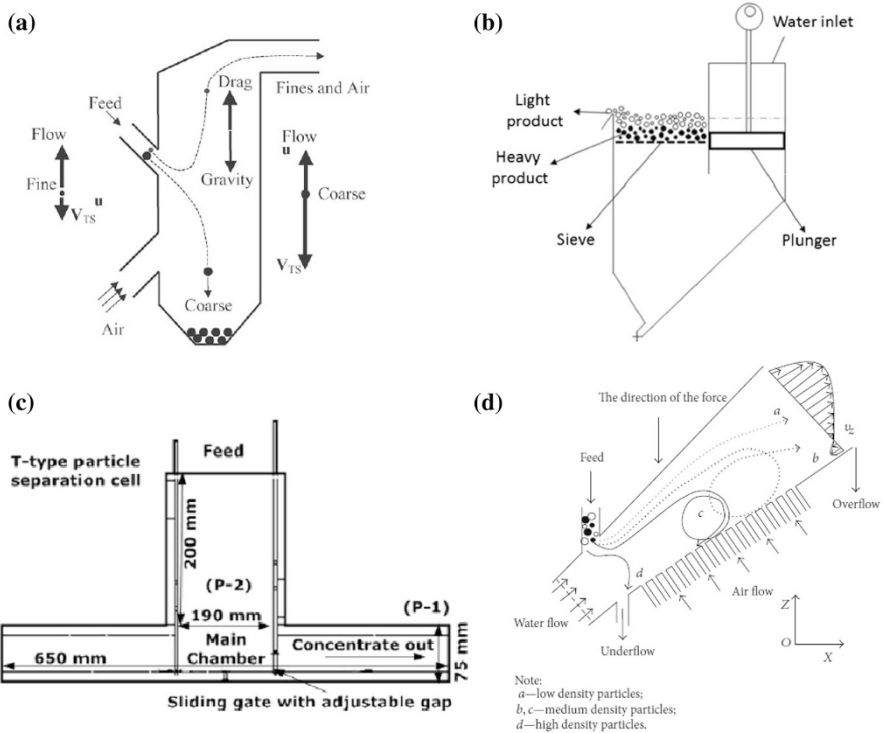 (a)
Feed
Flow
Fine
u
V_TS
Air
Drag
Gravity
Fines and Air
Flow
u
Coarse
V_TS
Coarse
(b)
Water inlet
Light
product
Heavy
product
Sieve
Plunger
(c)
T-type particle
separation cell
Feed
200 mm
(P-2)
190 mm
(P-1)
Main
Chamber
Concentrate out
650 mm
75 mm
Sliding gate with adjustable gap
(d)
The direction of the force
a
v_z
Feed
b
Overflow
c
d
Air flow
Water flow
Underflow
Z
O
X
Note:
a—low density particles;
b, c—medium density particles;
d—high density particles.